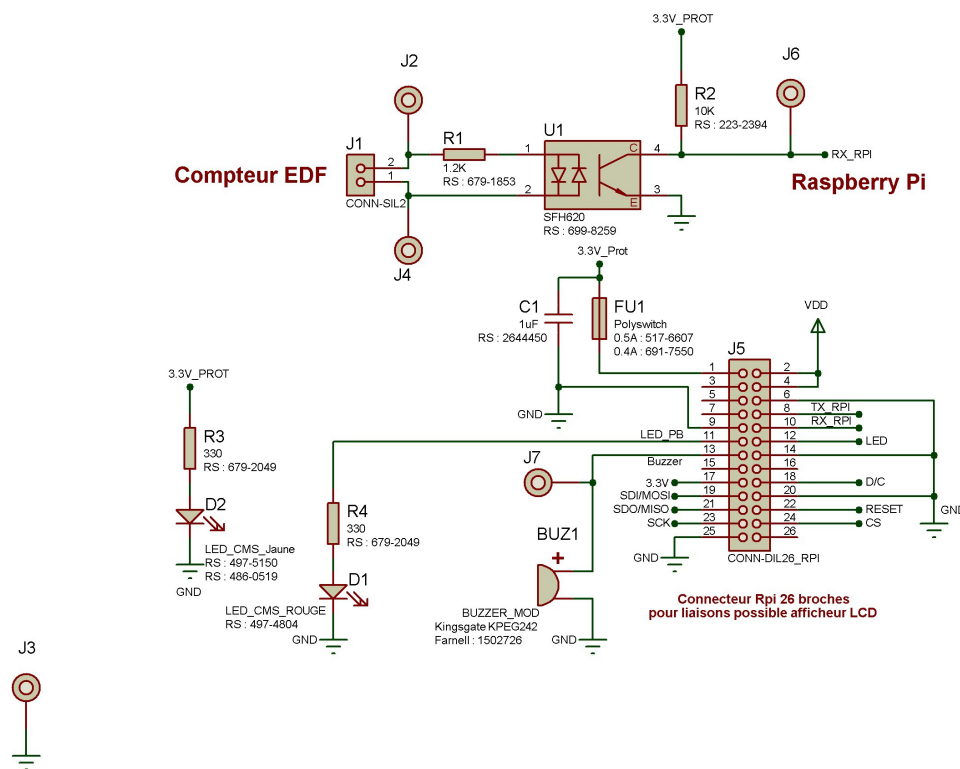 3.3V_PROT
J2
J6
R2
10K
RS : 223-2394
J1
R1
U1
2
1
1
4
C
RX_RPI
1.2K
RS : 679-1853
Compteur EDF
2
3
E
Raspberry Pi
CONN-SIL2
SFH620
RS : 699-8259
J4
3.3V_Prot
C1
1uF
RS : 2644450
FU1
Polyswitch
0.5A : 517-6607
0.4A : 691-7550
VDD
J5
1
2
3
4
5
6
7
8
TX_RPI
9
10
RX_RPI
11
12
LED
13
14
15
16
17
18
D/C
19
20
21
22
RESET
23
24
CS
25
26
GND
LED_PB
Buzzer
3.3V
SDI/MOSI
SDO/MISO
SCK
GND
GND
CONN-DIL26_RPI
3.3V_PROT
R3
330
RS : 679-2049
D2
LED_CMS_Jaune
RS : 497-5150
RS : 486-0519
GND
R4
330
RS : 679-2049
D1
LED_CMS_ROUGE
RS : 497-4804
GND
J7
BUZ1
+
BUZZER_MOD
Kingsgate KPEG242
Farnell : 1502726
GND
Connecteur Rpi 26 broches
pour liaisons possible afficheur LCD
J3